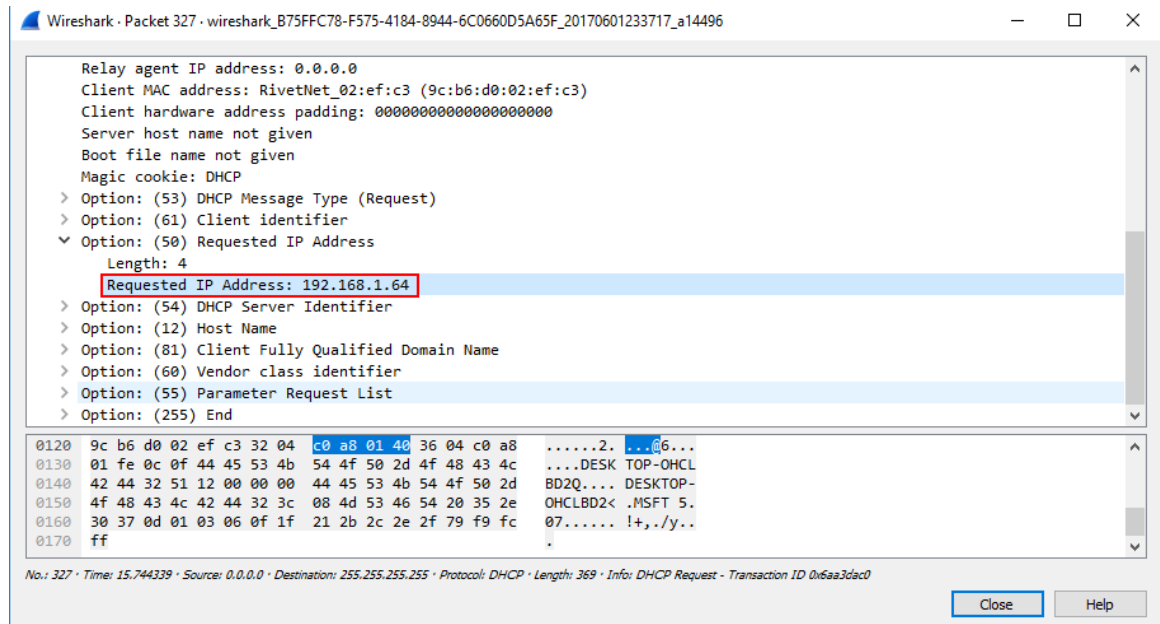 Wireshark · Packet 327 · wireshark_B75FFC78-F575-4184-8944-6C0660D5A65F_20170601233717_a14496
Relay agent IP address: 0.0.0.0
Client MAC address: RivetNet_02:ef:c3 (9c:b6:d0:02:ef:c3)
Client hardware address padding: 00000000000000000000
Server host name not given
Boot file name not given
Magic cookie: DHCP
> Option: (53) DHCP Message Type (Request)
> Option: (61) Client identifier
Option: (50) Requested IP Address
Length: 4
Requested IP Address: 192.168.1.64
> Option: (54) DHCP Server Identifier
> Option: (12) Host Name
> Option: (81) Client Fully Qualified Domain Name
> Option: (60) Vendor class identifier
> Option: (55) Parameter Request List
> Option: (255) End
0120 9c b6 d0 02 ef c3 32 04 c0 a8 01 40 36 04 c0 a8 ......2. ...@6...
0130 01 fe 0c 0f 44 45 53 4b 54 4f 50 2d 4f 48 43 4c ....DESK TOP-OHCL
0140 42 44 32 51 12 00 00 00 44 45 53 4b 54 4f 50 2d BD2Q.... DESKTOP-
0150 4f 48 43 4c 42 44 32 3c 08 4d 53 46 54 20 35 2e OHCLBD2< .MSFT 5.
0160 30 37 0d 01 03 06 0f 1f 21 2b 2c 2e 2f 79 f9 fc 07...... !+,./y..
0170 ff .
No.: 327 · Time: 15.744339 · Source: 0.0.0.0 · Destination: 255.255.255.255 · Protocol: DHCP · Length: 369 · Info: DHCP Request - Transaction ID 0x6aa3dac0
Close Help